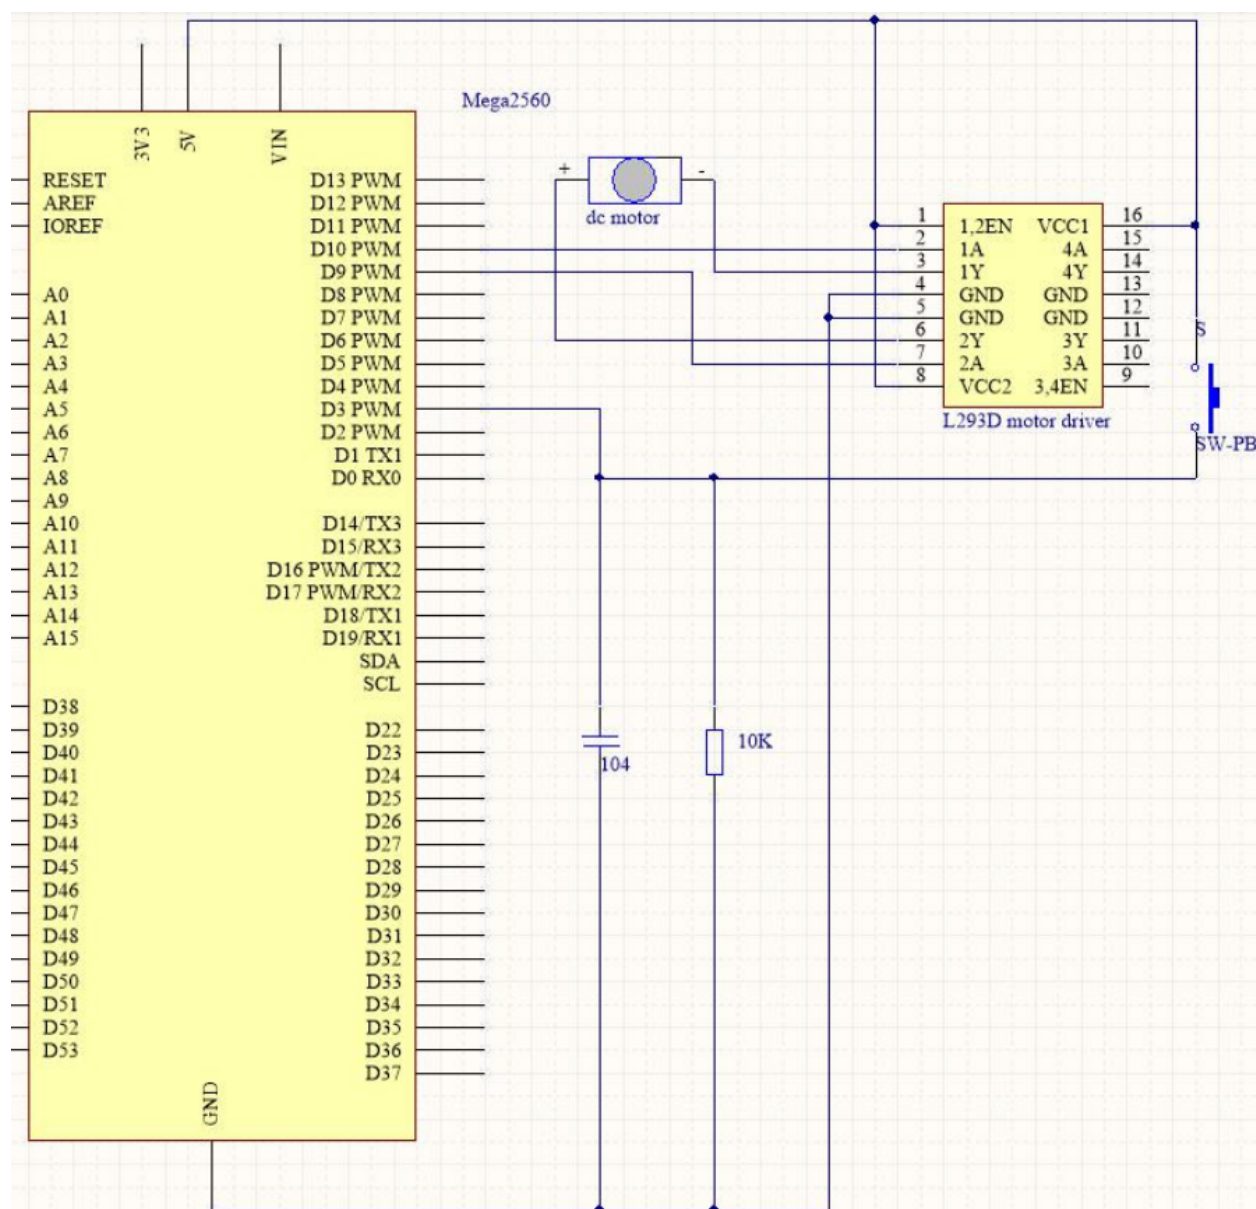 Mega2560
3V3
5V
VIN
RESET
AREF
IOREF
A0
A1
A2
A3
A4
A5
A6
A7
A8
A9
A10
A11
A12
A13
A14
A15
D38
D39
D40
D41
D42
D43
D44
D45
D46
D47
D48
D49
D50
D51
D52
D53
D13 PWM
D12 PWM
D11 PWM
D10 PWM
D9 PWM
D8 PWM
D7 PWM
D6 PWM
D5 PWM
D4 PWM
D3 PWM
D2 PWM
D1 TX1
D0 RX0
D14/TX3
D15/RX3
D16 PWM/TX2
D17 PWM/RX2
D18/TX1
D19/RX1
SDA
SCL
D22
D23
D24
D25
D26
D27
D28
D29
D30
D31
D32
D33
D34
D35
D36
D37
GND
+ -
dc motor
1 1,2EN VCC1 16
2 1A 4A 15
3 1Y 4Y 14
4 GND GND 13
5 GND GND 12
6 2Y 3Y 11
7 2A 3A 10
8 VCC2 3,4EN 9
L293D motor driver
S
SW-PB
104
10K